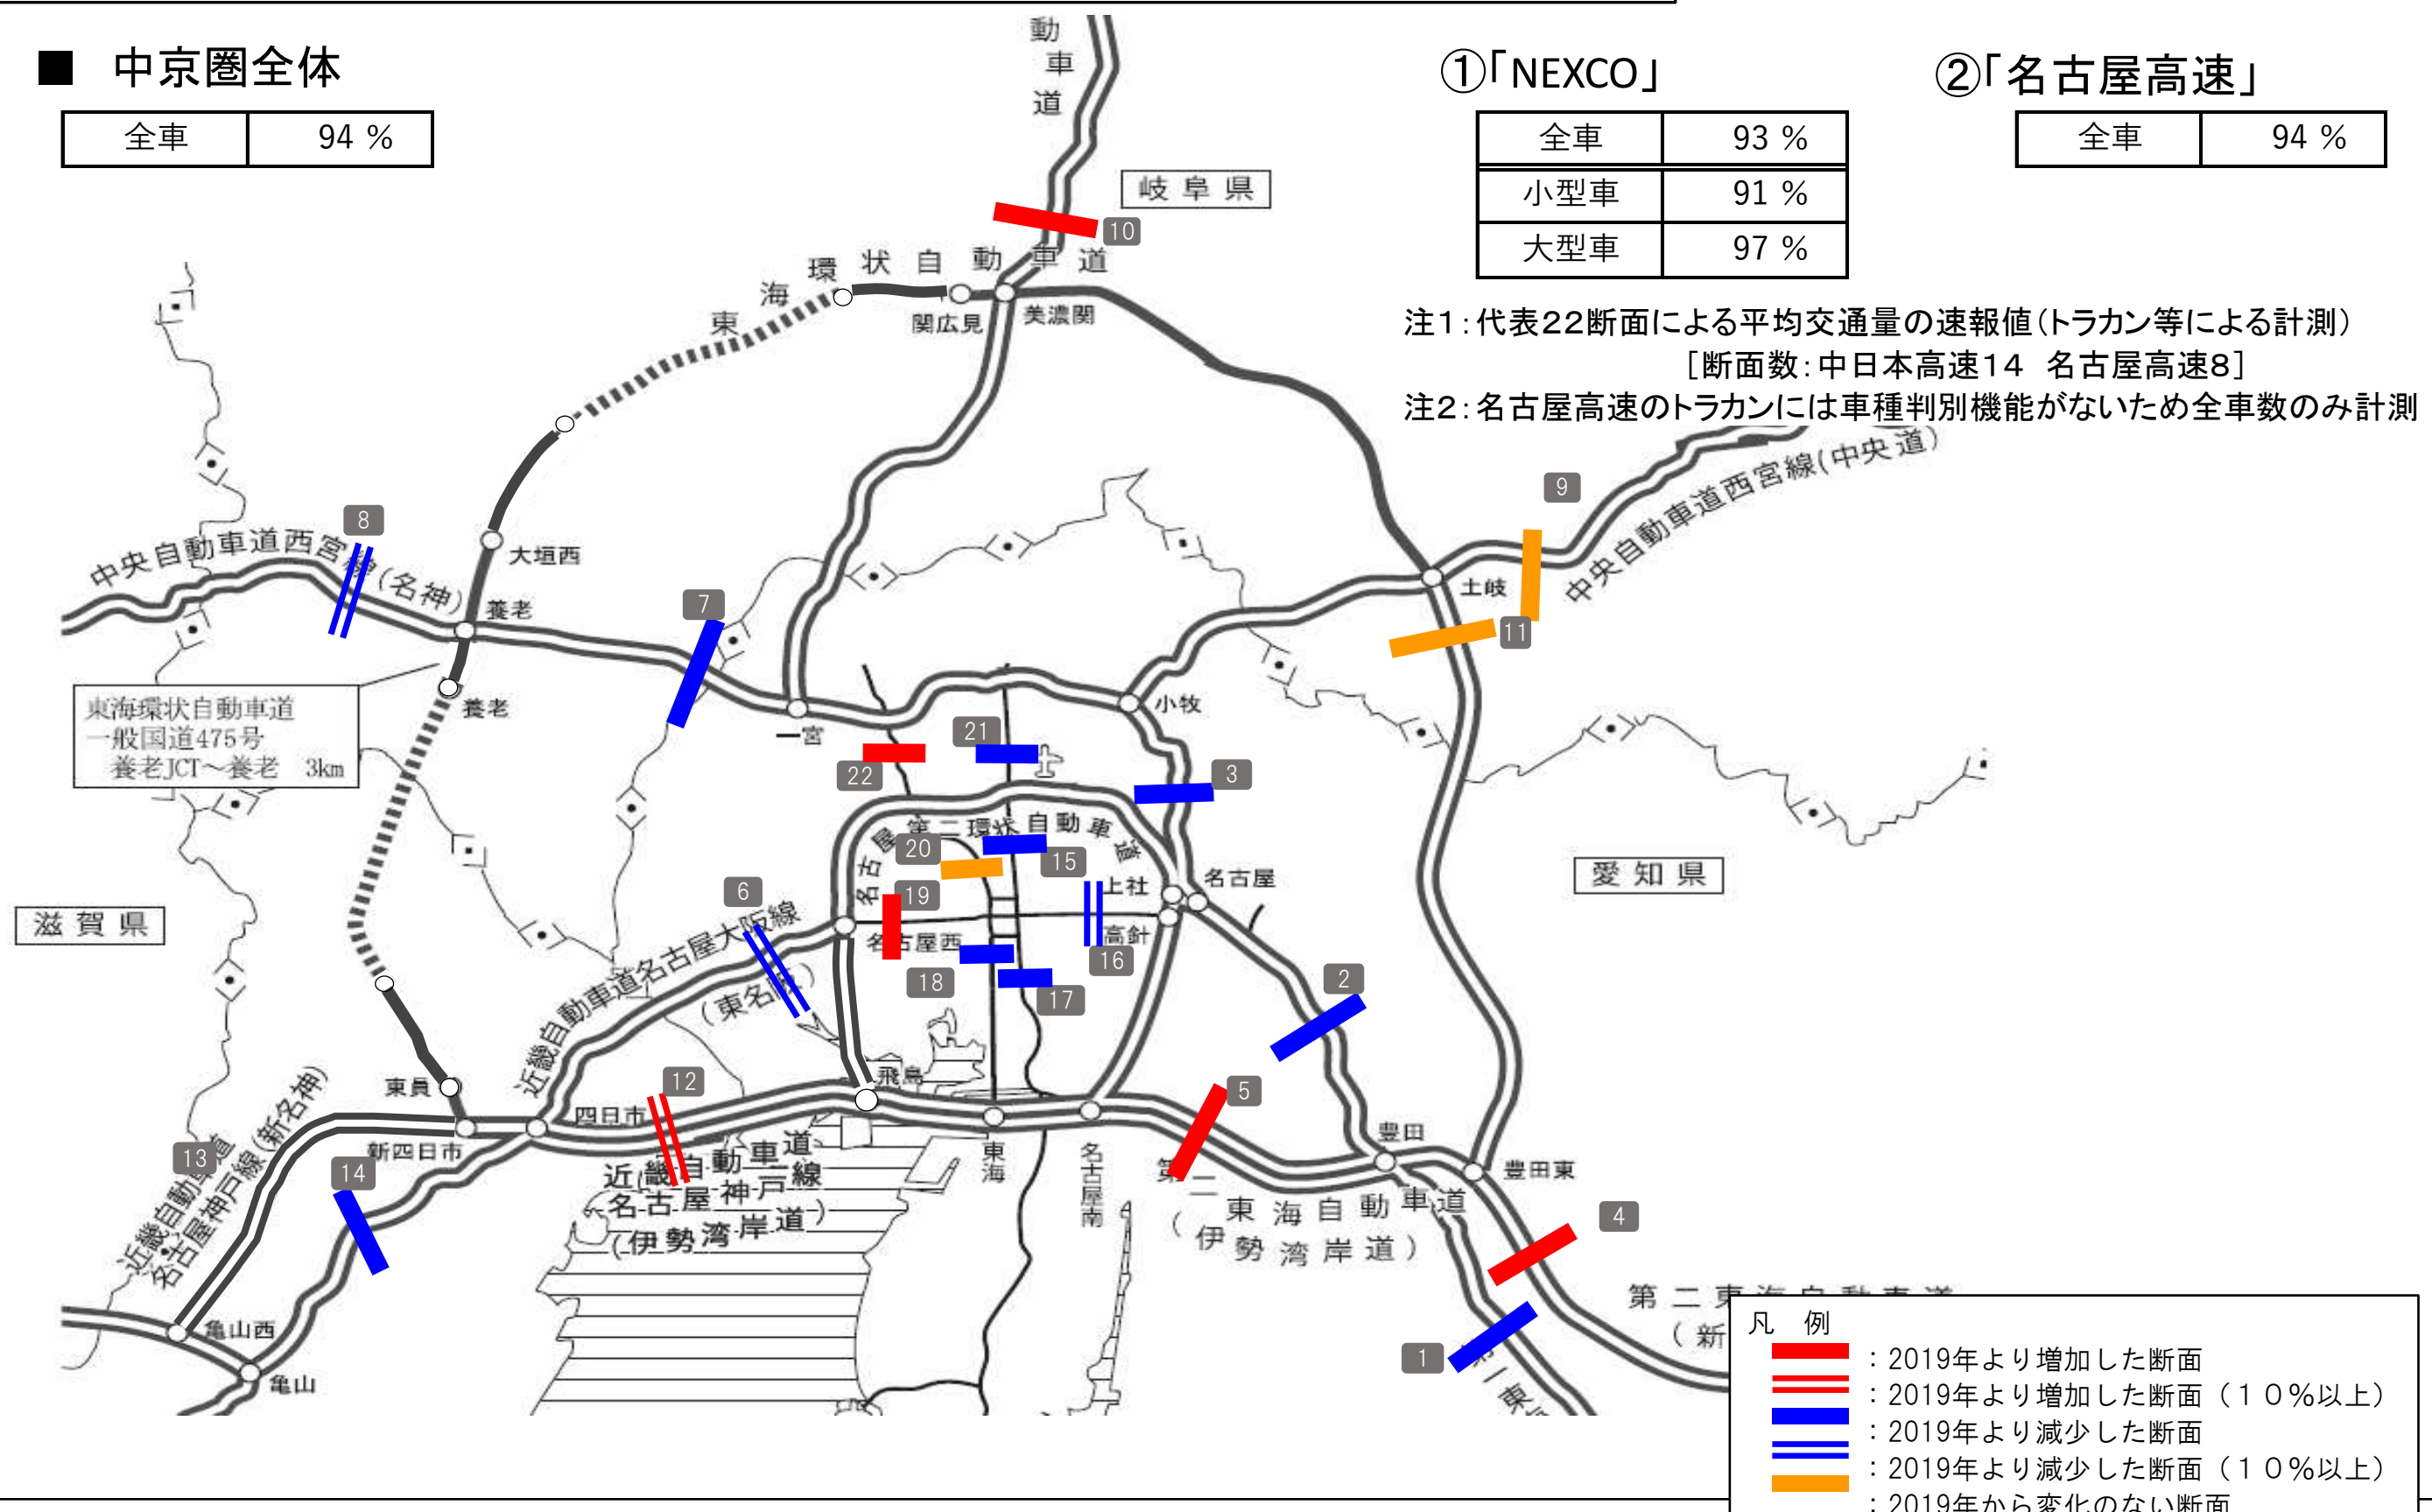 ■ 中京圏全体
全車 94 %
①「NEXCO」
全車 93 %
小型車 91 %
大型車 97 %
②「名古屋高速」
全車 94 %
注1：代表22断面による平均交通量の速報値（トラカン等による計測）
［断面数：中日本高速14　名古屋高速8］
注2：名古屋高速のトラカンには車種判別機能がないため全車数のみ計測
動車道
岐阜県
10
東海環状自動車道
関広見
美濃関
9
中央自動車道西宮線(中央道)
8
中央自動車道西宮線(名神)
大垣西
養老
7
土岐
11
東海環状自動車道
一般国道475号
養老JCT～養老　3km
養老
一宮
小牧
21
22
3
名古屋第二環状自動車道
20
15
愛知県
上社
名古屋
滋賀県
6
19
近畿自動車道名古屋大阪線
(東名阪)
名古屋西
高針
16
18
17
2
東員
12
飛島
5
四日市
新四日市
13
14
近畿自動車道
名古屋神戸線(新名神)
近畿自動車道
名古屋神戸線
(伊勢湾岸道)
東海
名古屋南
豊田
豊田東
第二東海自動車道
(伊勢湾岸道)
4
亀山西
亀山
1
第二東海自動車道
(新
第一東
凡　例
：2019年より増加した断面
：2019年より増加した断面（１０％以上）
：2019年より減少した断面
：2019年より減少した断面（１０％以上）
：2019年から変化のない断面